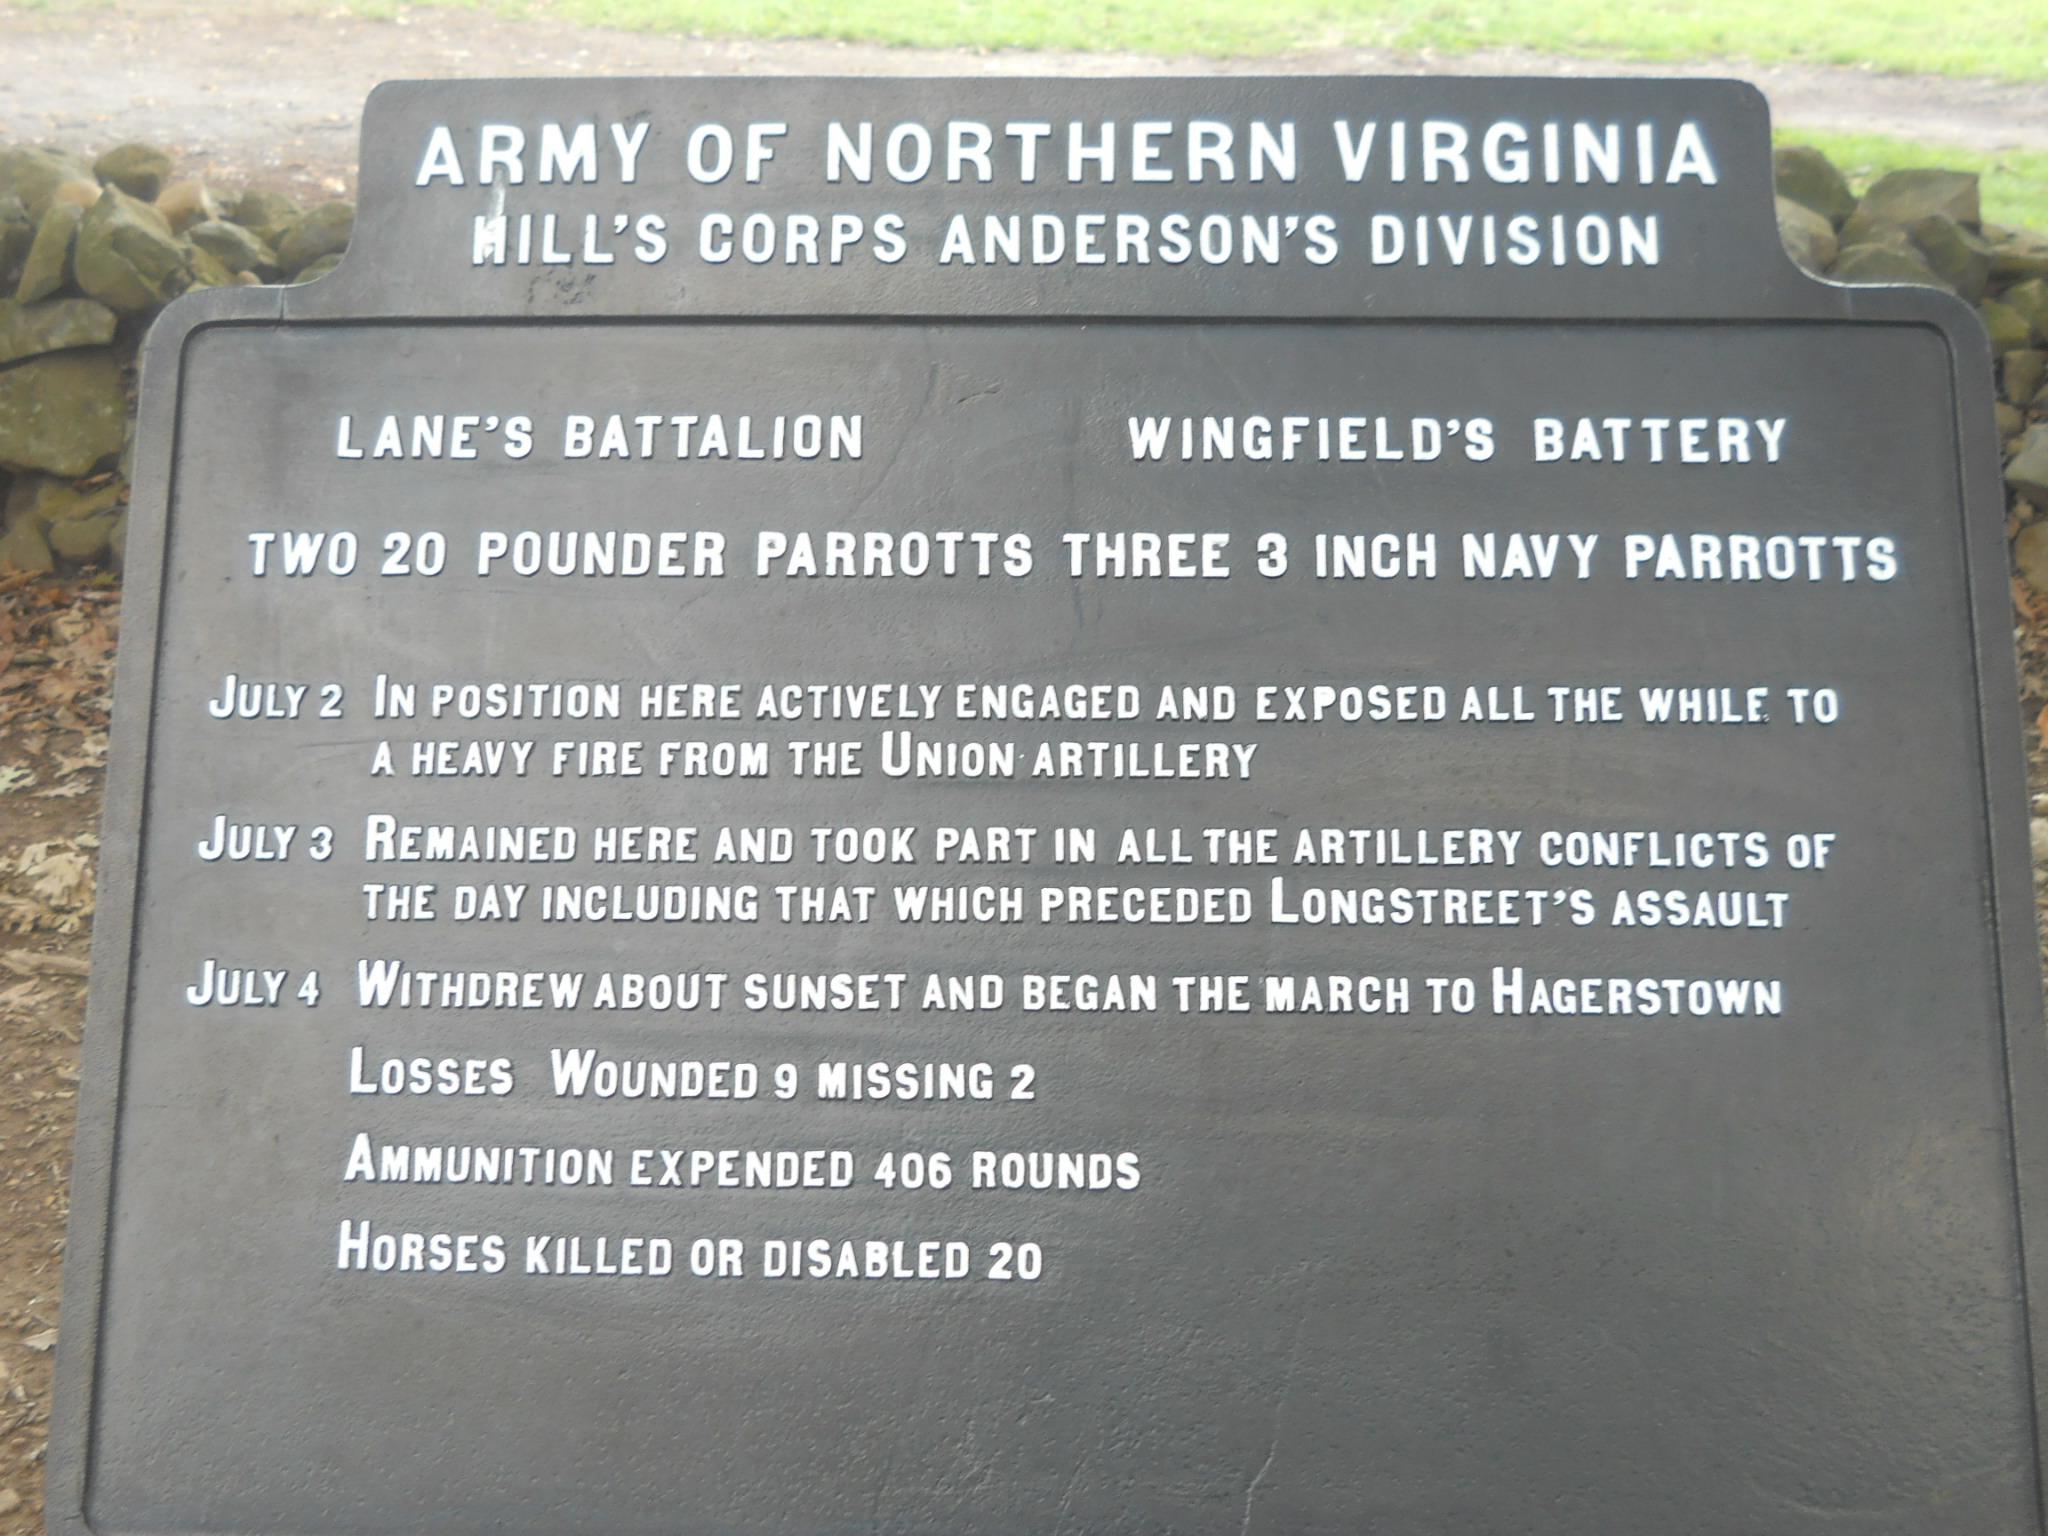 ARMY OF NORTHERN VIRGINIA
HILL'S CORPS ANDERSON'S DIVISION
LANE'S BATTALION WINGFIELD'S BATTERY
TWO 20 POUNDER PARROTTS THREE 3 INCH NAVY PARROTTS
JULY 2 IN POSITION HERE ACTIVELY ENGAGED AND EXPOSED ALL THE WHILE TO
A HEAVY FIRE FROM THE UNION ARTILLERY
JULY 3 REMAINED HERE AND TOOK PART IN ALL THE ARTILLERY CONFLICTS OF
THE DAY INCLUDING THAT WHICH PRECEDED LONGSTREET'S ASSAULT
JULY 4 WITHDREW ABOUT SUNSET AND BEGAN THE MARCH TO HAGERSTOWN
LOSSES WOUNDED 9 MISSING 2
AMMUNITION EXPENDED 406 ROUNDS
HORSES KILLED OR DISABLED 20